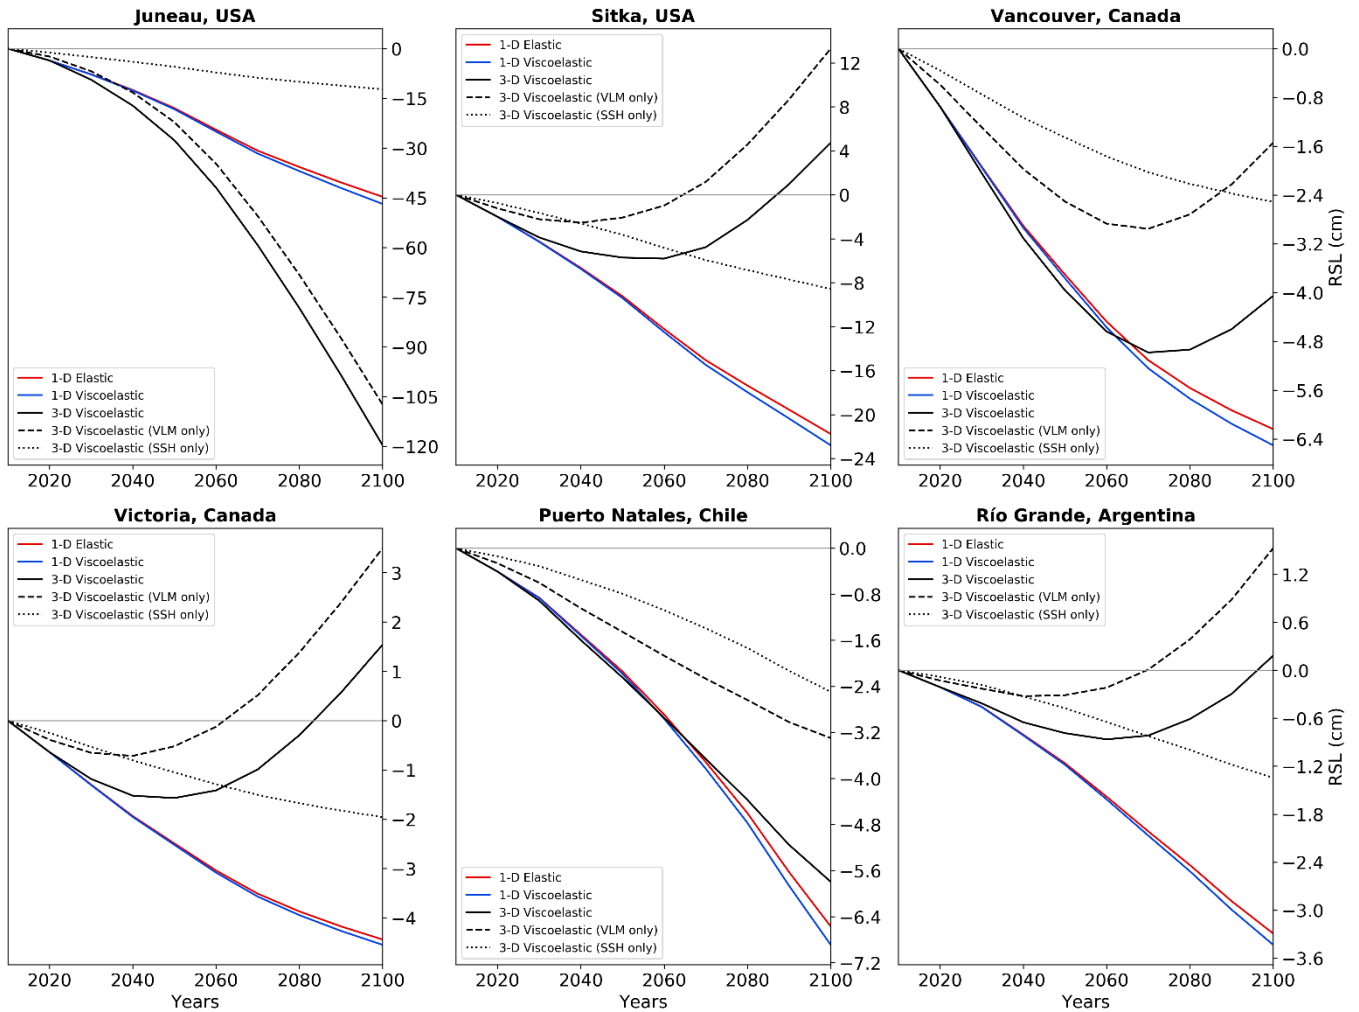 Juneau, USA
1-D Elastic
1-D Viscoelastic
3-D Viscoelastic
3-D Viscoelastic (VLM only)
3-D Viscoelastic (SSH only)
0
−15
−30
−45
−60
−75
−90
−105
−120
2020 2040 2060 2080 2100
Sitka, USA
1-D Elastic
1-D Viscoelastic
3-D Viscoelastic
3-D Viscoelastic (VLM only)
3-D Viscoelastic (SSH only)
12
8
4
0
−4
−8
−12
−16
−20
−24
2020 2040 2060 2080 2100
Vancouver, Canada
1-D Elastic
1-D Viscoelastic
3-D Viscoelastic
3-D Viscoelastic (VLM only)
3-D Viscoelastic (SSH only)
0.0
−0.8
−1.6
−2.4
−3.2
−4.0
−4.8
−5.6
−6.4
RSL (cm)
2020 2040 2060 2080 2100
Victoria, Canada
1-D Elastic
1-D Viscoelastic
3-D Viscoelastic
3-D Viscoelastic (VLM only)
3-D Viscoelastic (SSH only)
3
2
1
0
−1
−2
−3
−4
2020 2040 2060 2080 2100
Years
Puerto Natales, Chile
1-D Elastic
1-D Viscoelastic
3-D Viscoelastic
3-D Viscoelastic (VLM only)
3-D Viscoelastic (SSH only)
0.0
−0.8
−1.6
−2.4
−3.2
−4.0
−4.8
−5.6
−6.4
−7.2
2020 2040 2060 2080 2100
Years
Río Grande, Argentina
1-D Elastic
1-D Viscoelastic
3-D Viscoelastic
3-D Viscoelastic (VLM only)
3-D Viscoelastic (SSH only)
1.2
0.6
0.0
−0.6
−1.2
−1.8
−2.4
−3.0
−3.6
RSL (cm)
2020 2040 2060 2080 2100
Years